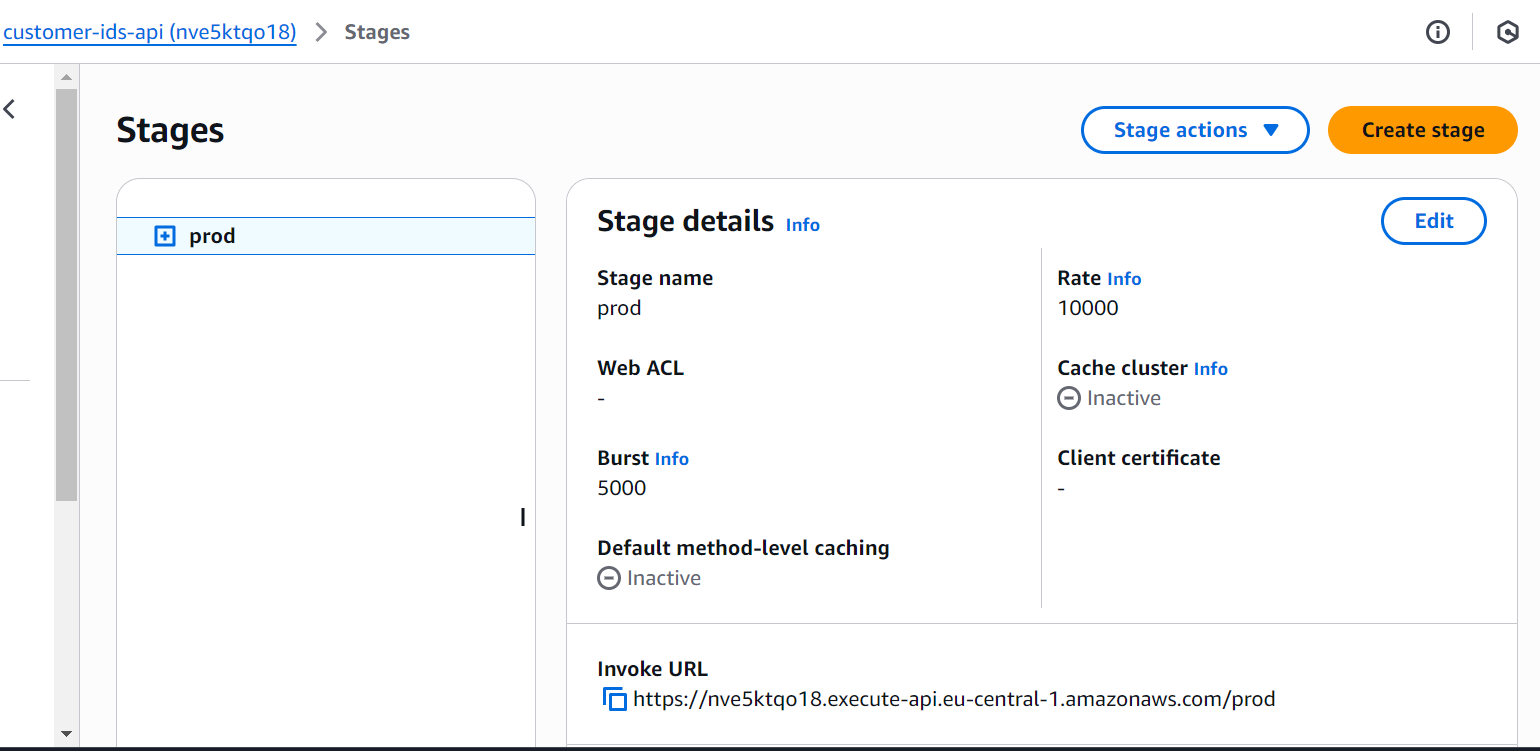 customer-ids-api (nve5ktqo18) > Stages
Stages
Stage actions
Create stage
prod
Stage details Info
Edit
Stage name
prod
Rate Info
10000
Web ACL
-
Cache cluster Info
Inactive
Burst Info
5000
Client certificate
-
Default method-level caching
Inactive
Invoke URL
https://nve5ktqo18.execute-api.eu-central-1.amazonaws.com/prod